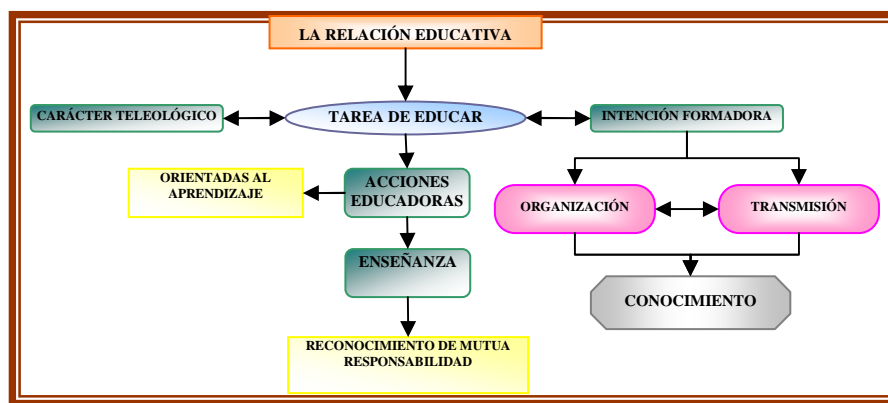 LA RELACIÓN EDUCATIVA
CARÁCTER TELEOLÓGICO
TAREA DE EDUCAR
INTENCIÓN FORMADORA
ORIENTADAS AL
APRENDIZAJE
ACCIONES
EDUCADORAS
ORGANIZACIÓN
TRANSMISIÓN
ENSEÑANZA
CONOCIMIENTO
RECONOCIMIENTO DE MUTUA
RESPONSABILIDAD